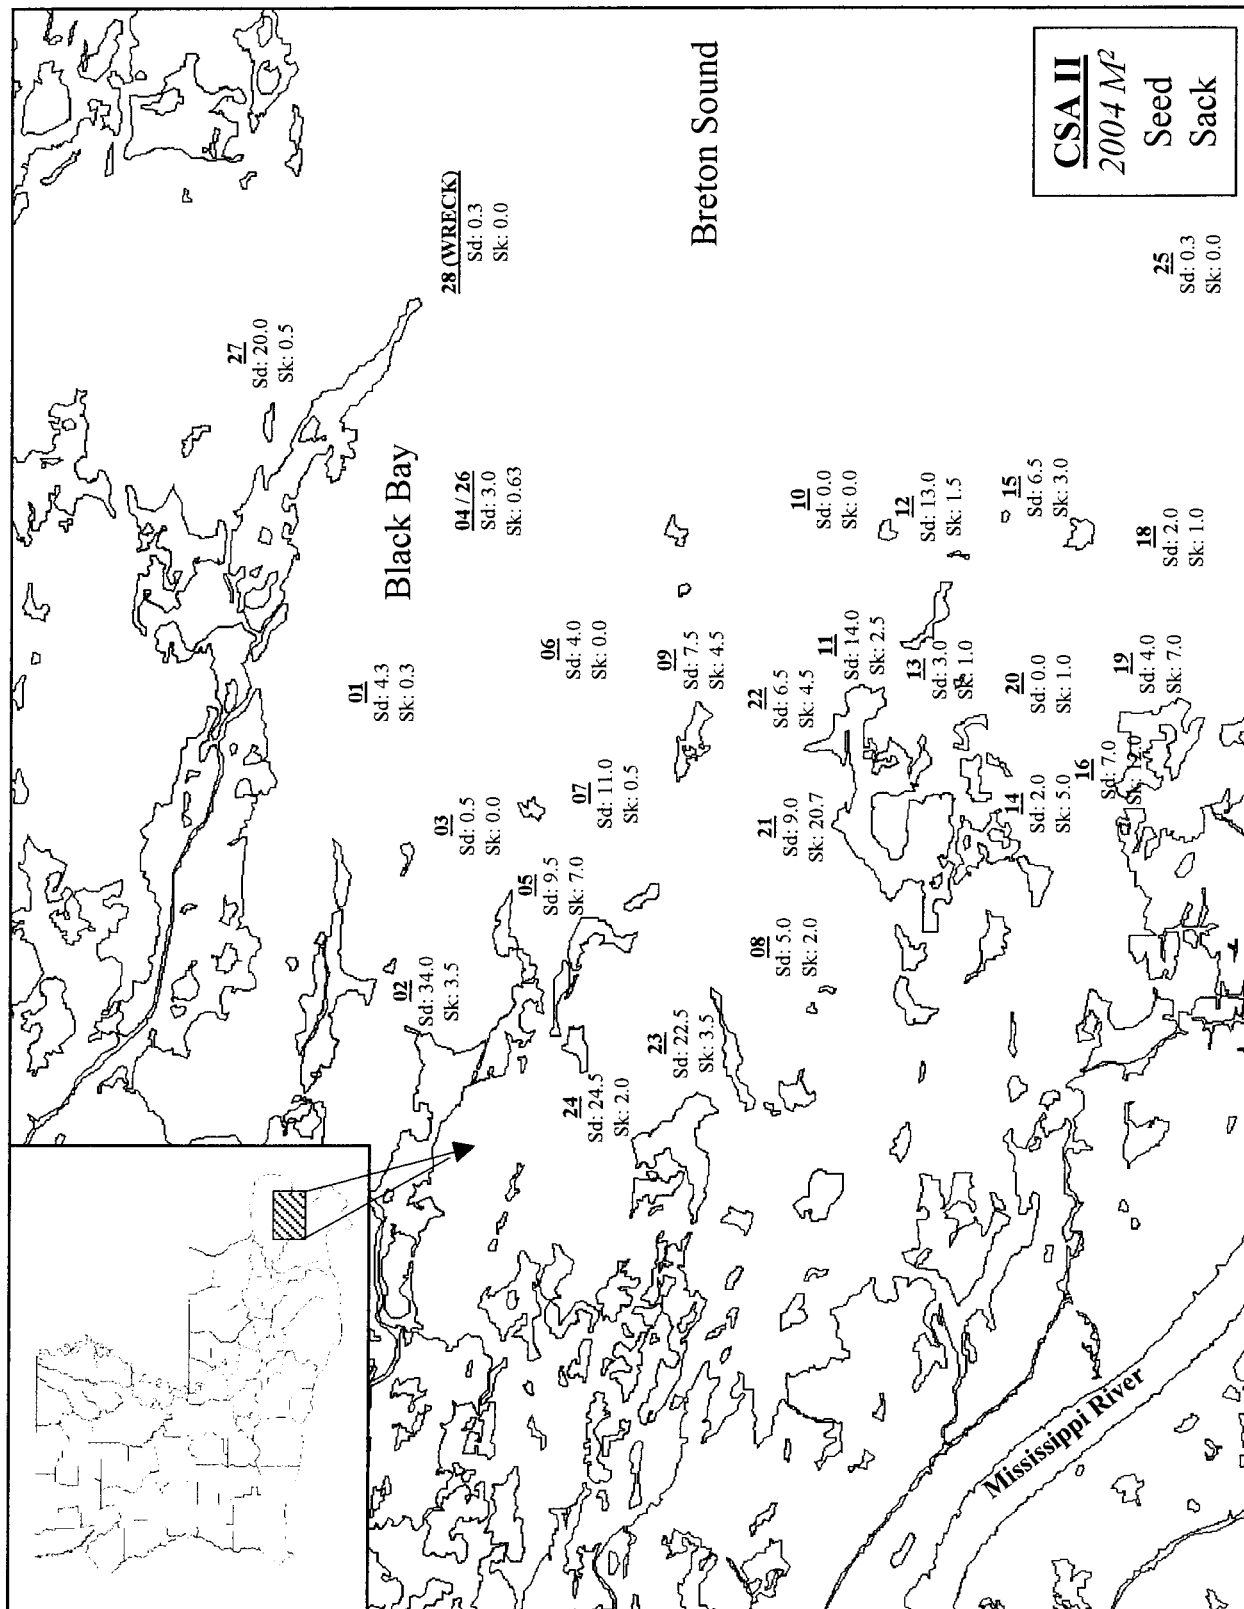 CSA II
2004 M²
Seed
Sack
Breton Sound
Black Bay
Mississippi River
28 (WRECK)
Sd: 0.3
Sk: 0.0
27
Sd: 20.0
Sk: 0.5
04 / 26
Sd: 3.0
Sk: 0.63
01
Sd: 4.3
Sk: 0.3
06
Sd: 4.0
Sk: 0.0
03
Sd: 0.5
Sk: 0.0
02
Sd: 34.0
Sk: 3.5
05
Sd: 9.5
Sk: 7.0
07
Sd: 11.0
Sk: 0.5
09
Sd: 7.5
Sk: 4.5
24
Sd: 24.5
Sk: 2.0
23
Sd: 22.5
Sk: 3.5
08
Sd: 5.0
Sk: 2.0
21
Sd: 9.0
Sk: 20.7
22
Sd: 6.5
Sk: 4.5
11
Sd: 14.0
Sk: 2.5
10
Sd: 0.0
Sk: 0.0
12
Sd: 13.0
Sk: 1.5
13
Sd: 3.0
Sk: 1.0
15
Sd: 6.5
Sk: 3.0
20
Sd: 0.0
Sk: 1.0
14
Sd: 2.0
Sk: 5.0
16
Sd: 7.0
Sk: 12.0
18
Sd: 2.0
Sk: 1.0
19
Sd: 4.0
Sk: 7.0
25
Sd: 0.3
Sk: 0.0